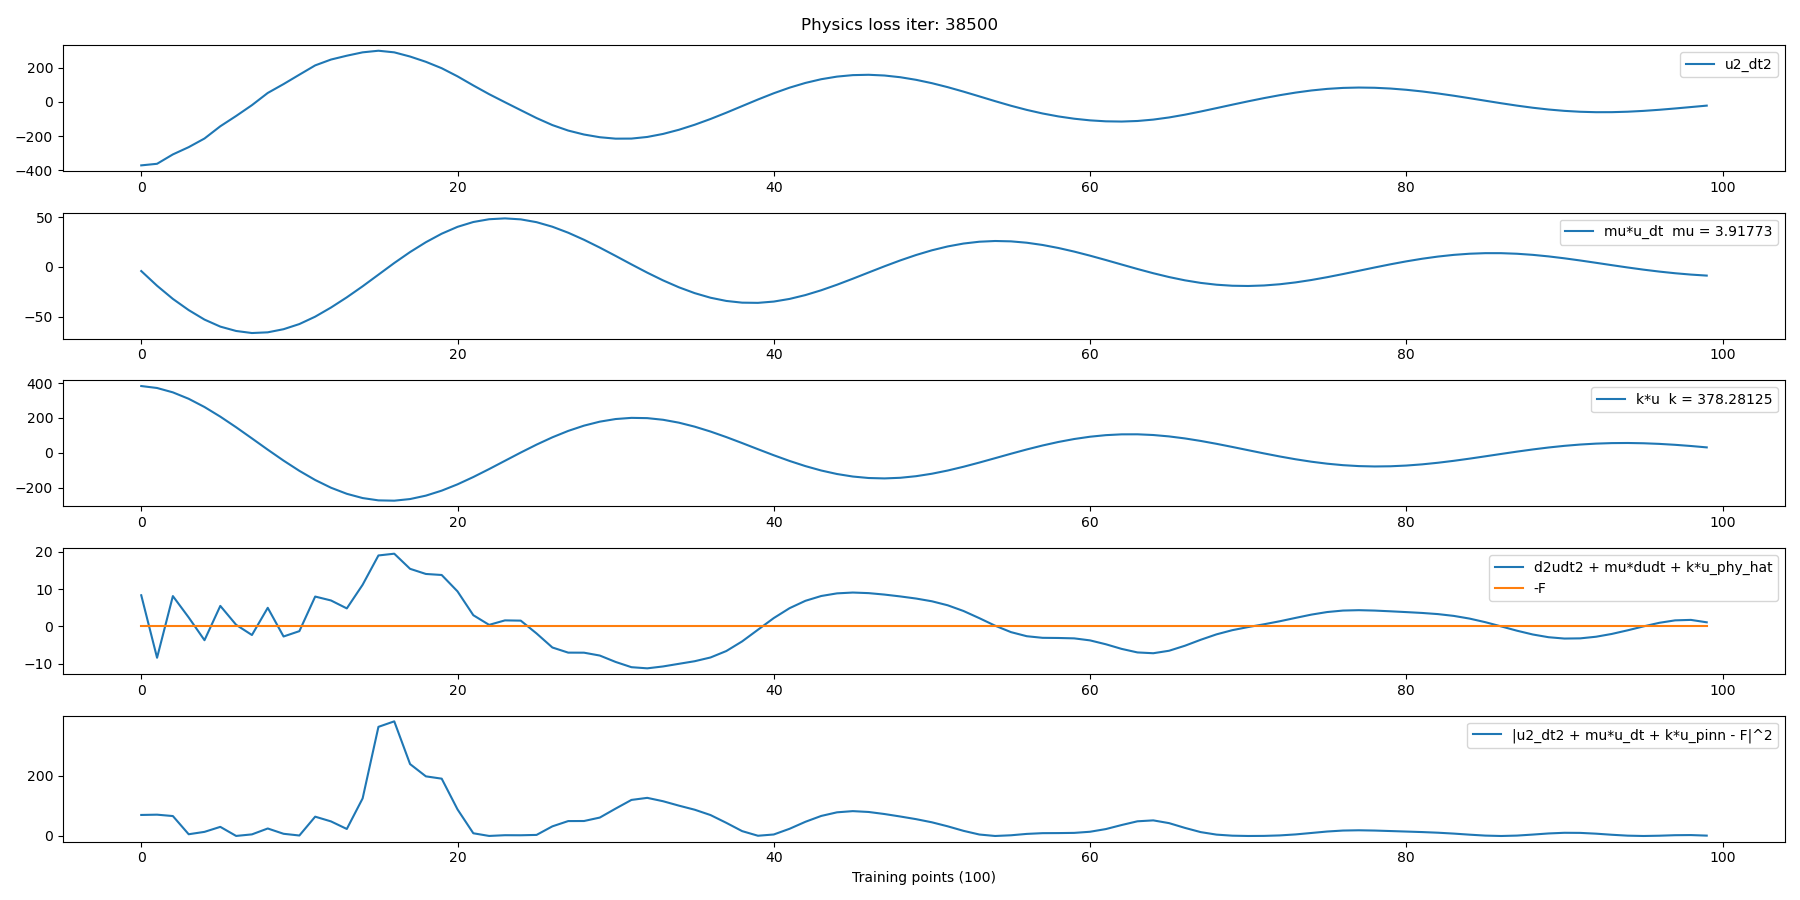 Physics loss iter: 38500
200
0
−200
−400
u2_dt2
0 20 40 60 80 100
50
0
−50
mu*u_dt  mu = 3.91773
0 20 40 60 80 100
400
200
0
−200
k*u  k = 378.28125
0 20 40 60 80 100
20
10
0
−10
d2udt2 + mu*dudt + k*u_phy_hat
-F
0 20 40 60 80 100
200
0
|u2_dt2 + mu*u_dt + k*u_pinn - F|^2
0 20 40 60 80 100
Training points (100)